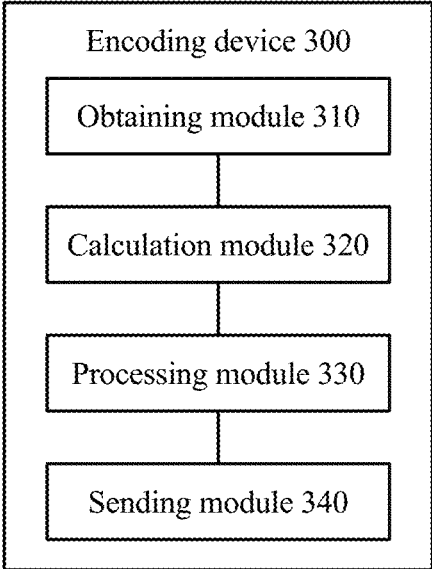 Encoding device 300
Obtaining module 310
Calculation module 320
Processing module 330
Sending module 340